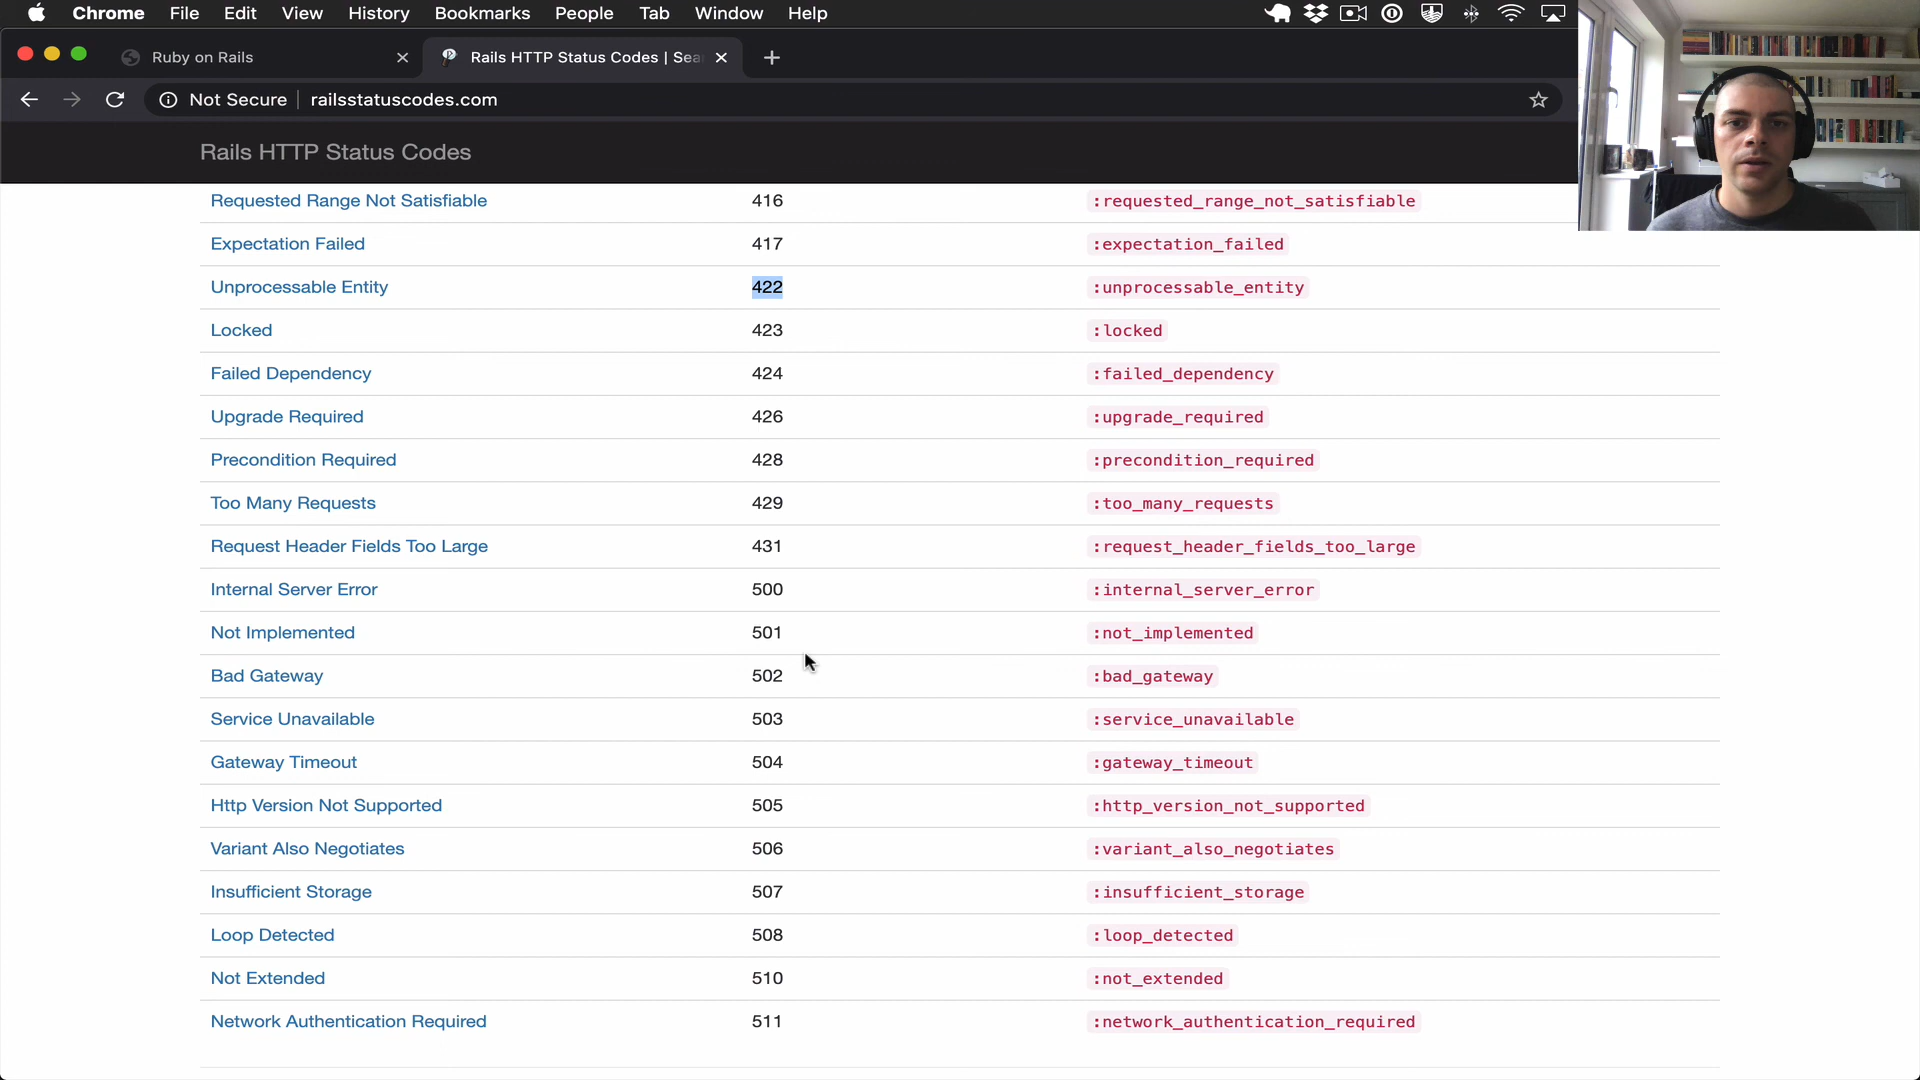 Chrome File Edit View History Bookmarks People Tab Window Help
Ruby on Rails
Rails HTTP Status Codes | Sea
Not Secure railsstatuscodes.com
Rails HTTP Status Codes
Requested Range Not Satisfiable 416 :requested_range_not_satisfiable
Expectation Failed 417 :expectation_failed
Unprocessable Entity 422 :unprocessable_entity
Locked 423 :locked
Failed Dependency 424 :failed_dependency
Upgrade Required 426 :upgrade_required
Precondition Required 428 :precondition_required
Too Many Requests 429 :too_many_requests
Request Header Fields Too Large 431 :request_header_fields_too_large
Internal Server Error 500 :internal_server_error
Not Implemented 501 :not_implemented
Bad Gateway 502 :bad_gateway
Service Unavailable 503 :service_unavailable
Gateway Timeout 504 :gateway_timeout
Http Version Not Supported 505 :http_version_not_supported
Variant Also Negotiates 506 :variant_also_negotiates
Insufficient Storage 507 :insufficient_storage
Loop Detected 508 :loop_detected
Not Extended 510 :not_extended
Network Authentication Required 511 :network_authentication_required